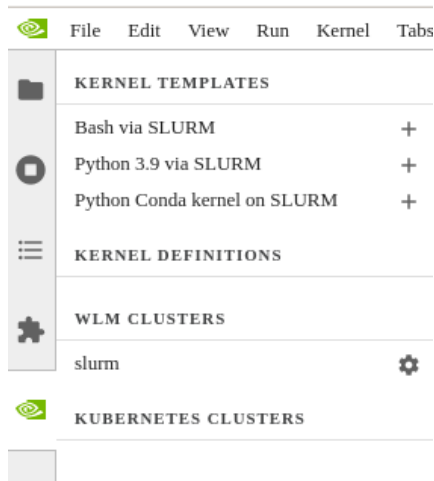 File Edit View Run Kernel Tabs
KERNEL TEMPLATES
Bash via SLURM
Python 3.9 via SLURM
Python Conda kernel on SLURM
KERNEL DEFINITIONS
WLM CLUSTERS
slurm
KUBERNETES CLUSTERS